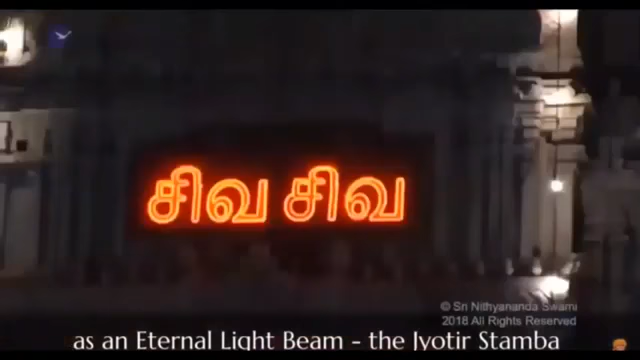 சிவ சிவ
© Sri Nithyananda Swami
2018 All Rights Reserved
as an Eternal Light Beam - the Jyotir Stamba